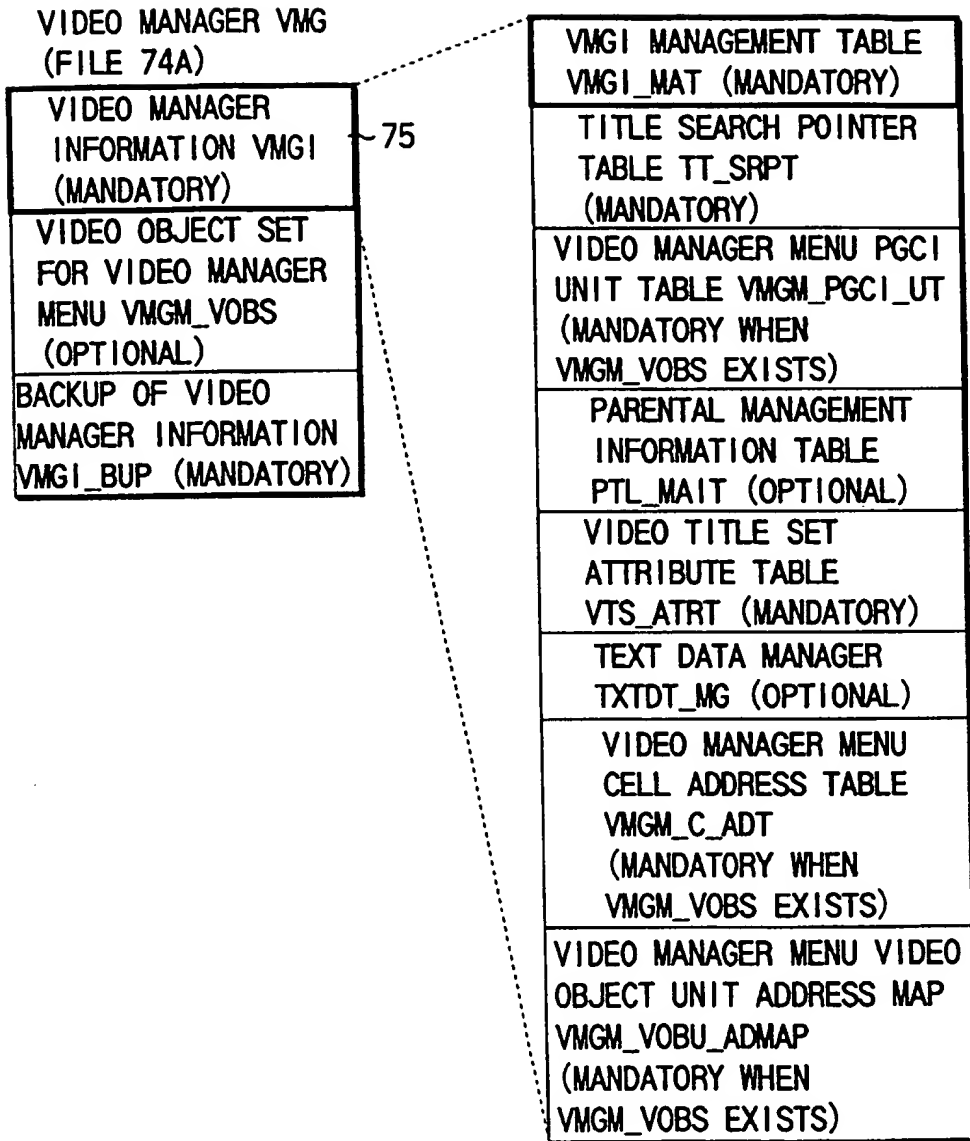 VIDEO MANAGER VMG
(FILE 74A)
VIDEO MANAGER
INFORMATION VMGI
(MANDATORY)
75
VIDEO OBJECT SET
FOR VIDEO MANAGER
MENU VMGM_VOBS
(OPTIONAL)
BACKUP OF VIDEO
MANAGER INFORMATION
VMGI_BUP (MANDATORY)
VMGI MANAGEMENT TABLE
VMGI_MAT (MANDATORY)
TITLE SEARCH POINTER
TABLE TT_SRPT
(MANDATORY)
VIDEO MANAGER MENU PGCI
UNIT TABLE VMGM_PGCI_UT
(MANDATORY WHEN
VMGM_VOBS EXISTS)
PARENTAL MANAGEMENT
INFORMATION TABLE
PTL_MAIT (OPTIONAL)
VIDEO TITLE SET
ATTRIBUTE TABLE
VTS_ATRT (MANDATORY)
TEXT DATA MANAGER
TXTDT_MG (OPTIONAL)
VIDEO MANAGER MENU
CELL ADDRESS TABLE
VMGM_C_ADT
(MANDATORY WHEN
VMGM_VOBS EXISTS)
VIDEO MANAGER MENU VIDEO
OBJECT UNIT ADDRESS MAP
VMGM_VOBU_ADMAP
(MANDATORY WHEN
VMGM_VOBS EXISTS)